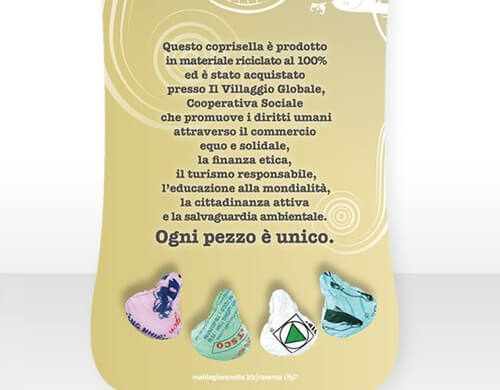 Questo coprisella è prodotto
in materiale riciclato al 100%
ed è stato acquistato
presso Il Villaggio Globale,
Cooperativa Sociale
che promuove i diritti umani
attraverso il commercio
equo e solidale,
la finanza etica,
il turismo responsabile,
l'educazione alla mondialità,
la cittadinanza attiva
e la salvaguardia ambientale.
Ogni pezzo è unico.
TSCO